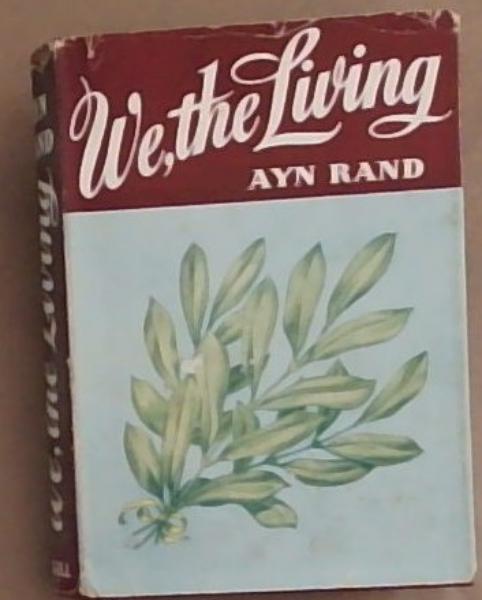 We, the Living
AYN RAND
We, the Living